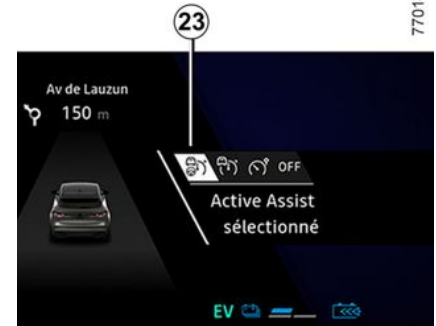 23
7701
Av de Lauzun
150 m
OFF
Active Assist
sélectionné
EV